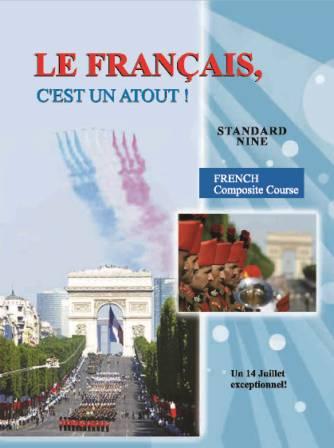 LE FRANÇAIS,
C'EST UN ATOUT !
STANDARD
NINE
FRENCH
Composite Course
Un 14 Juillet
exceptionnel!